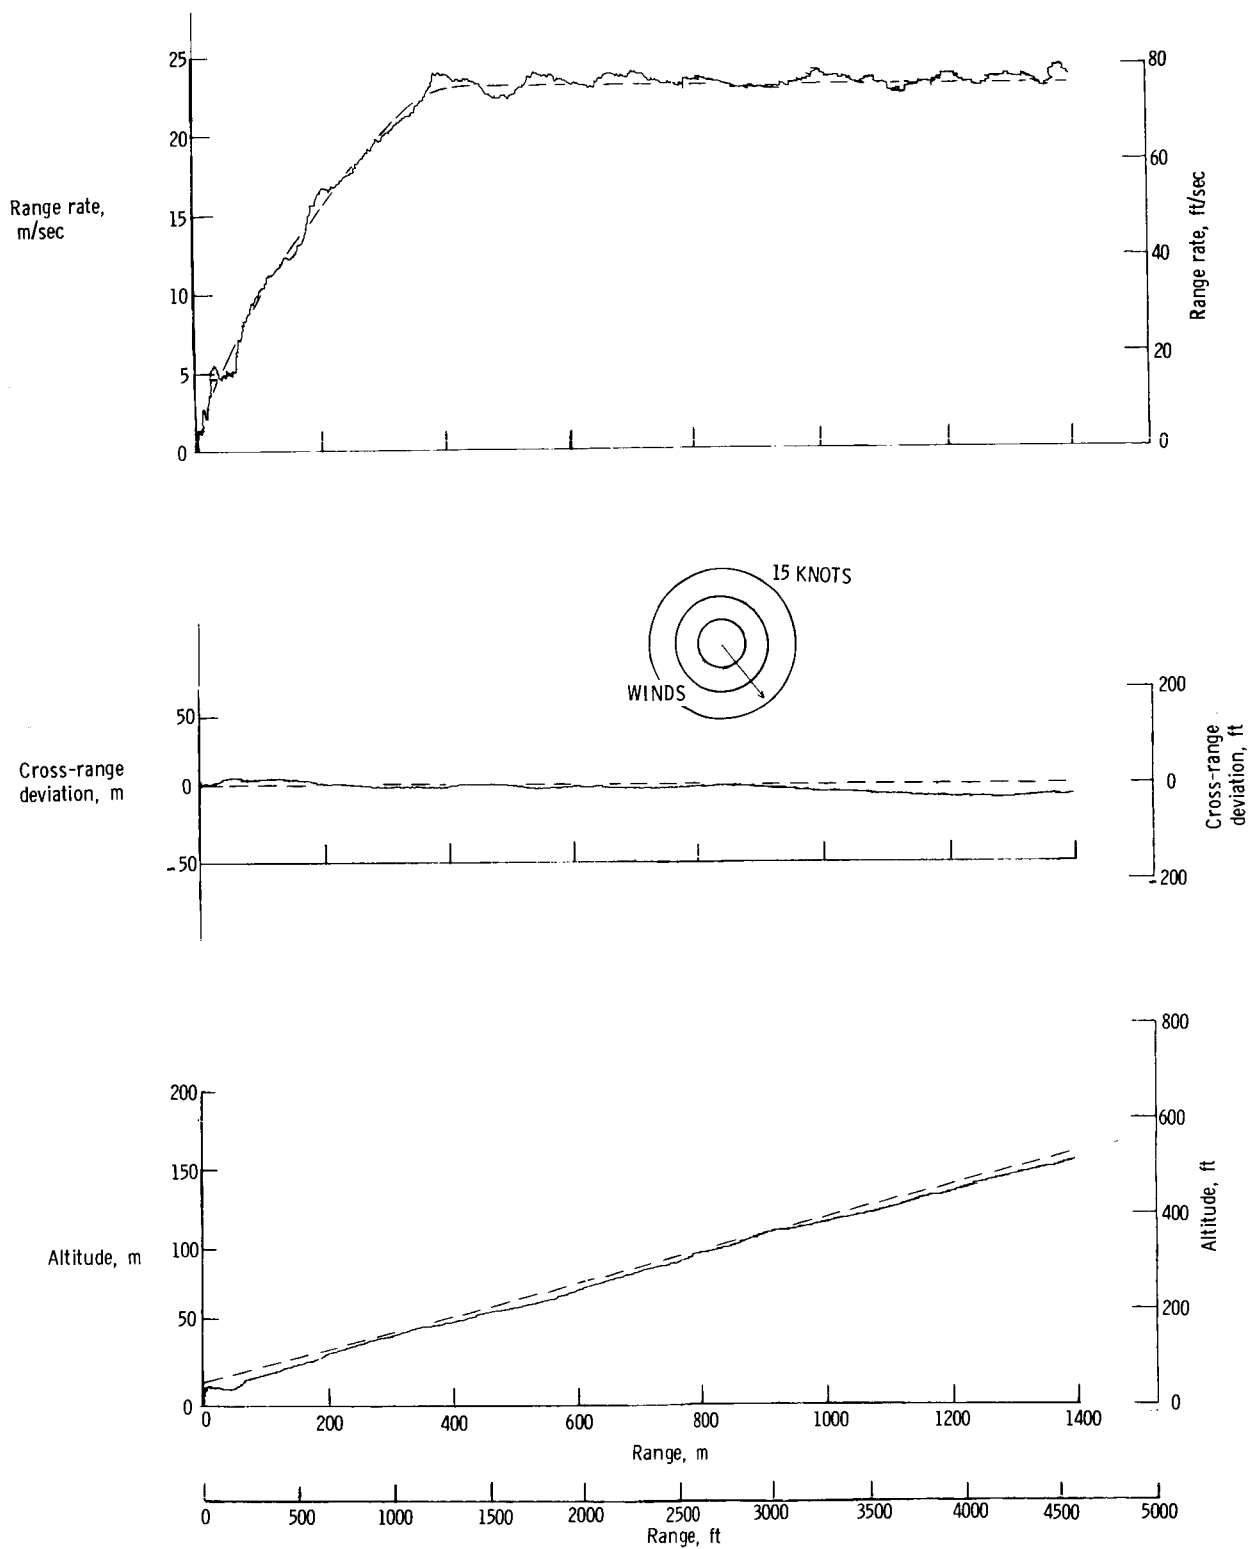 25
20
15
10
5
0
Range rate,
m/sec
80
60
40
20
0
Range rate, ft/sec
15 KNOTS
WINDS
50
0
-50
Cross-range
deviation, m
200
0
-200
Cross-range
deviation, ft
200
150
100
50
0
Altitude, m
800
600
400
200
0
Altitude, ft
0 200 400 600 800 1000 1200 1400
Range, m
0 500 1000 1500 2000 2500 3000 3500 4000 4500 5000
Range, ft